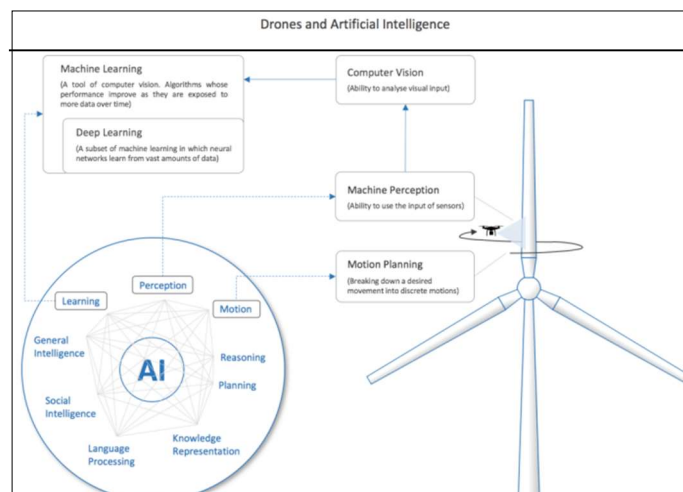 Drones and Artificial Intelligence
Machine Learning
(A tool of computer vision. Algorithms whose
performance improve as they are exposed to
more data over time)
Deep Learning
(A subset of machine learning in which neural
networks learn from vast amounts of data)
Computer Vision
(Ability to analyse visual input)
Machine Perception
(Ability to use the input of sensors)
Motion Planning
(Breaking down a desired
movement into discrete motions)
Perception
Learning
Motion
General
Intelligence
AI
Reasoning
Planning
Social
Intelligence
Knowledge
Representation
Language
Processing